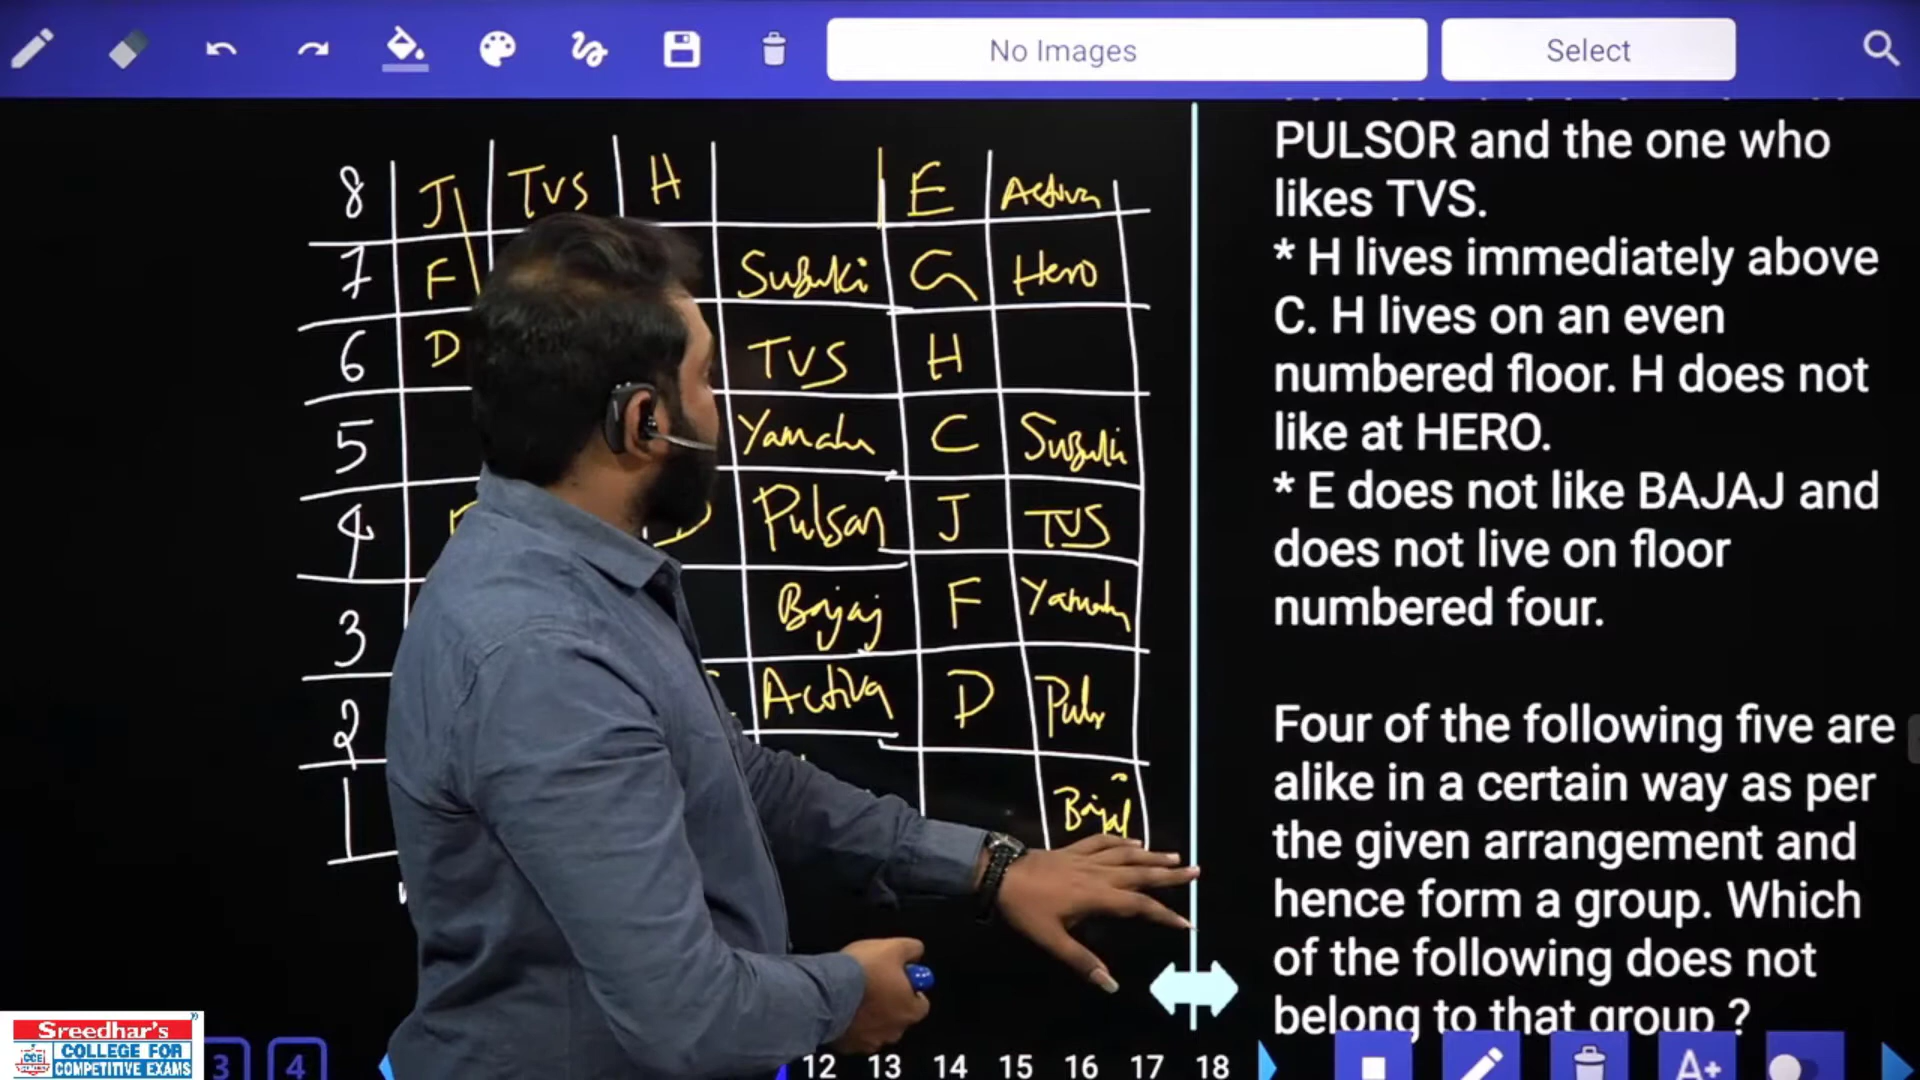 No Images
Select
8 J TVS H E Activa
7 F Suzuki G Hero
6 D TVS H
5 Yamaha C Suzuki
4 Pulsar J TVS
3 Bajaj F Yamaha
2 Activa D Puls
1 Bajaj
PULSOR and the one who
likes TVS.
* H lives immediately above
C. H lives on an even
numbered floor. H does not
like at HERO.
* E does not like BAJAJ and
does not live on floor
numbered four.
Four of the following five are
alike in a certain way as per
the given arrangement and
hence form a group. Which
of the following does not
belong to that group ?
Sreedhar's
CCE
COLLEGE FOR
COMPETITIVE EXAMS
3 4 12 13 14 15 16 17 18
A+